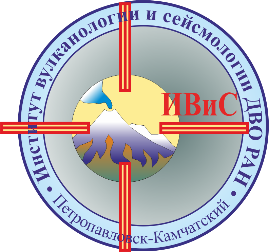 Институт вулканологии и сейсмологии ДВО РАН
ИВиС
• Петропавловск-Камчатский •